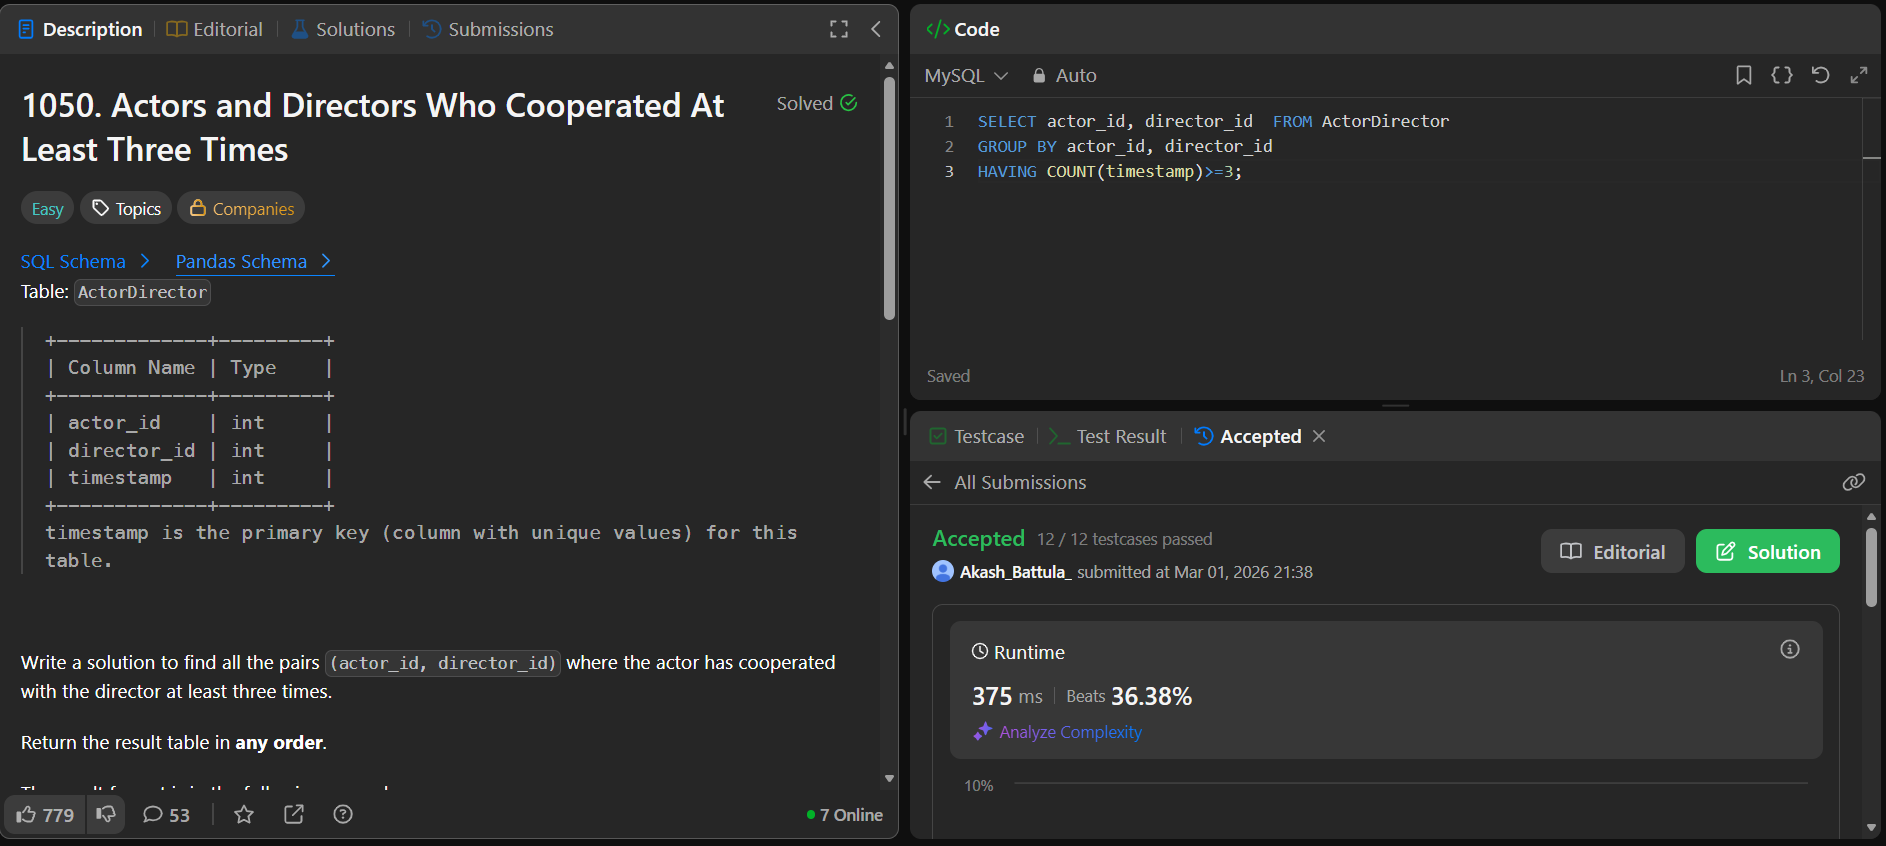 Description
Editorial
Solutions
Submissions
1050. Actors and Directors Who Cooperated At
Least Three Times
Solved
Easy
Topics
Companies
SQL Schema
Pandas Schema
Table: ActorDirector
+-------------+---------+
| Column Name | Type    |
+-------------+---------+
| actor_id    | int     |
| director_id | int     |
| timestamp   | int     |
+-------------+---------+
timestamp is the primary key (column with unique values) for this
table.
Write a solution to find all the pairs (actor_id, director_id) where the actor has cooperated
with the director at least three times.
Return the result table in any order.
779
53
7 Online
</> Code
MySQL
Auto
1 SELECT actor_id, director_id  FROM ActorDirector
2 GROUP BY actor_id, director_id
3 HAVING COUNT(timestamp)>=3;
Saved
Ln 3, Col 23
Testcase
Test Result
Accepted
All Submissions
Accepted 12 / 12 testcases passed
Akash_Battula_ submitted at Mar 01, 2026 21:38
Editorial
Solution
Runtime
375 ms
Beats 36.38%
Analyze Complexity
10%